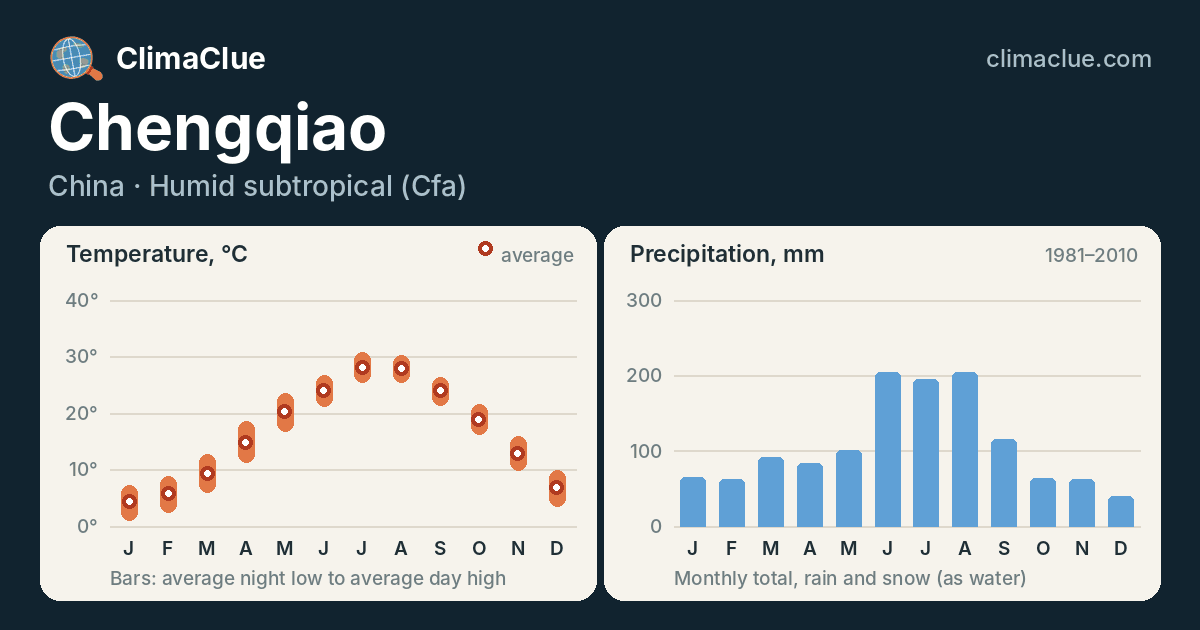 ClimaClue
climaclue.com
Chengqiao
China · Humid subtropical (Cfa)
Temperature, °C
average
40°
30°
20°
10°
0°
J F M A M J J A S O N D
Bars: average night low to average day high
Precipitation, mm
1981–2010
300
200
100
0
J F M A M J J A S O N D
Monthly total, rain and snow (as water)